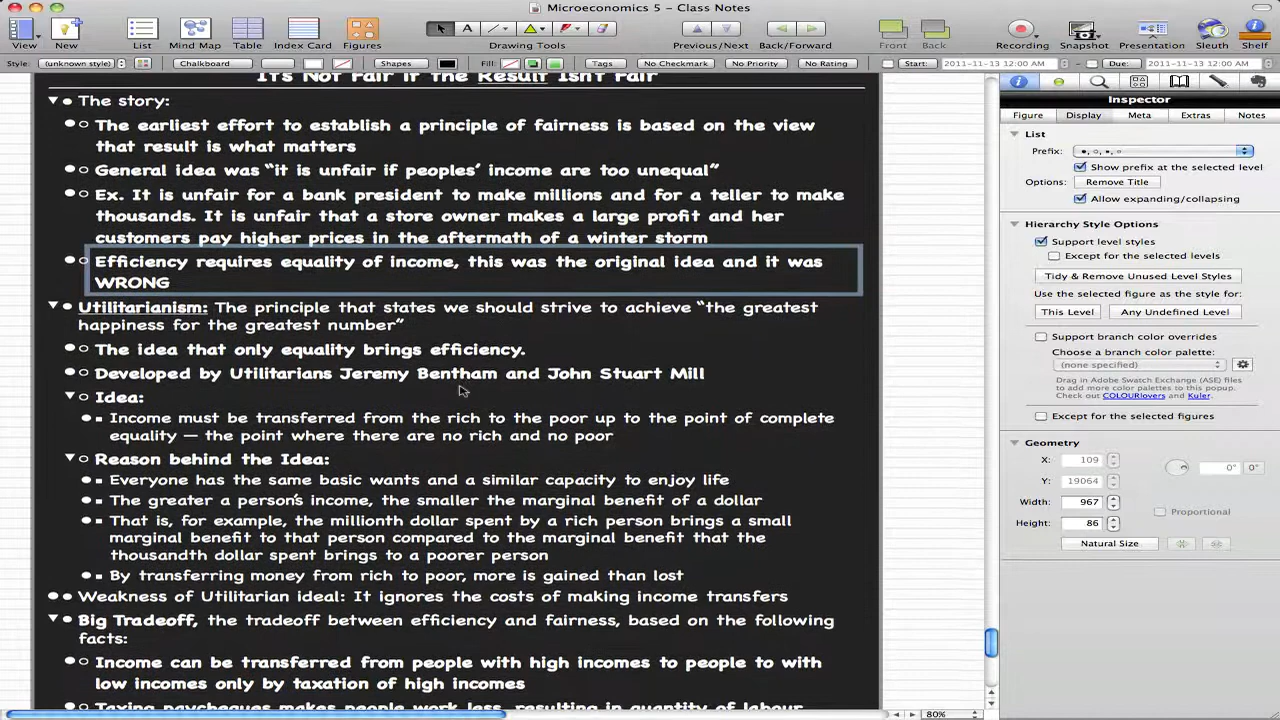 Microeconomics 5 – Class Notes
View New List Mind Map Table Index Card Figures Drawing Tools Previous/Next Back/Forward Front Back Recording Snapshot Presentation Sleuth Shelf
Style: (unknown style) Chalkboard Shapes Fill: Tags No Checkmark No Priority No Rating Start: 2011-11-13 12:00 AM Due: 2011-11-13 12:00 AM
It's Not Fair if the Result Isn't Fair
The story:
The earliest effort to establish a principle of fairness is based on the view
that result is what matters
General idea was “it is unfair if peoples’ income are too unequal”
Ex. It is unfair for a bank president to make millions and for a teller to make
thousands. It is unfair that a store owner makes a large profit and her
customers pay higher prices in the aftermath of a winter storm
Efficiency requires equality of income, this was the original idea and it was
WRONG
Utilitarianism: The principle that states we should strive to achieve “the greatest
happiness for the greatest number”
The idea that only equality brings efficiency.
Developed by Utilitarians Jeremy Bentham and John Stuart Mill
Idea:
Income must be transferred from the rich to the poor up to the point of complete
equality — the point where there are no rich and no poor
Reason behind the Idea:
Everyone has the same basic wants and a similar capacity to enjoy life
The greater a person’s income, the smaller the marginal benefit of a dollar
That is, for example, the millionth dollar spent by a rich person brings a small
marginal benefit to that person compared to the marginal benefit that the
thousandth dollar spent brings to a poorer person
By transferring money from rich to poor, more is gained than lost
Weakness of Utilitarian ideal: It ignores the costs of making income transfers
Big Tradeoff, the tradeoff between efficiency and fairness, based on the following
facts:
Income can be transferred from people with high incomes to people to with
low incomes only by taxation of high incomes
Taxing paycheques makes people work less, resulting in quantity of labour
80%
Inspector
Figure Display Meta Extras Notes
List
Prefix:
Show prefix at the selected level
Options: Remove Title
Allow expanding/collapsing
Hierarchy Style Options
Support level styles
Except for the selected levels
Tidy & Remove Unused Level Styles
Use the selected figure as the style for:
This Level Any Undefined Level
Support branch color overrides
Choose a branch color palette:
(none specified)
Drag in Adobe Swatch Exchange (ASE) files
to add more color palettes to this popup.
Check out COLOURlovers and Kuler.
Except for the selected figures
Geometry
X: 109 0° 0°
Y: 19064
Width: 967 Proportional
Height: 86
Natural Size